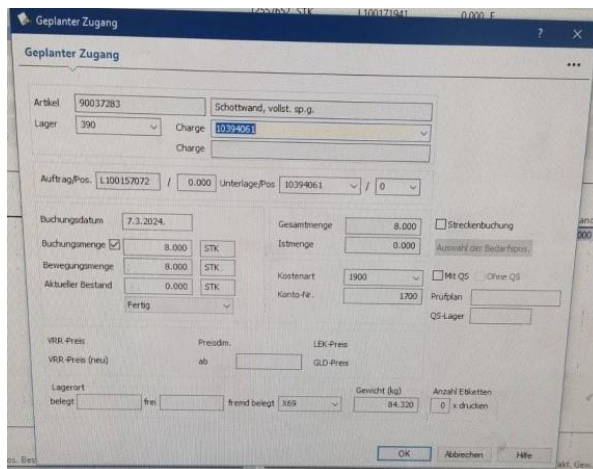 L100171941 0.000 F
Geplanter Zugang ? ×
Geplanter Zugang ...
Artikel 90037283 Schottwand, vollst. sp.g.
Lager 390 Charge 10394061
Charge
Auftrag/Pos. L100157072 / 0.000 Unterlage/Pos 10394061 / 0
Buchungsdatum 7.3.2024. Gesamtmenge 8.000 Streckenbuchung
Buchungsmenge 8.000 STK Istmenge 0.000 Auswahl der Bedarfspos.
Bewegungsmenge 8.000 STK Kostenart 1900 Mit QS Ohne QS
Aktueller Bestand 0.000 STK Konto-Nr. 1700 Prüfplan
Fertig QS-Lager
VRR-Preis Preisdm. LEK-Preis
VRR-Preis (neu) ab GLD-Preis
Lagerort Gewicht (kg) Anzahl Etiketten
belegt frei fremd belegt X69 84.320 0 x drucken
OK Abbrechen Hilfe